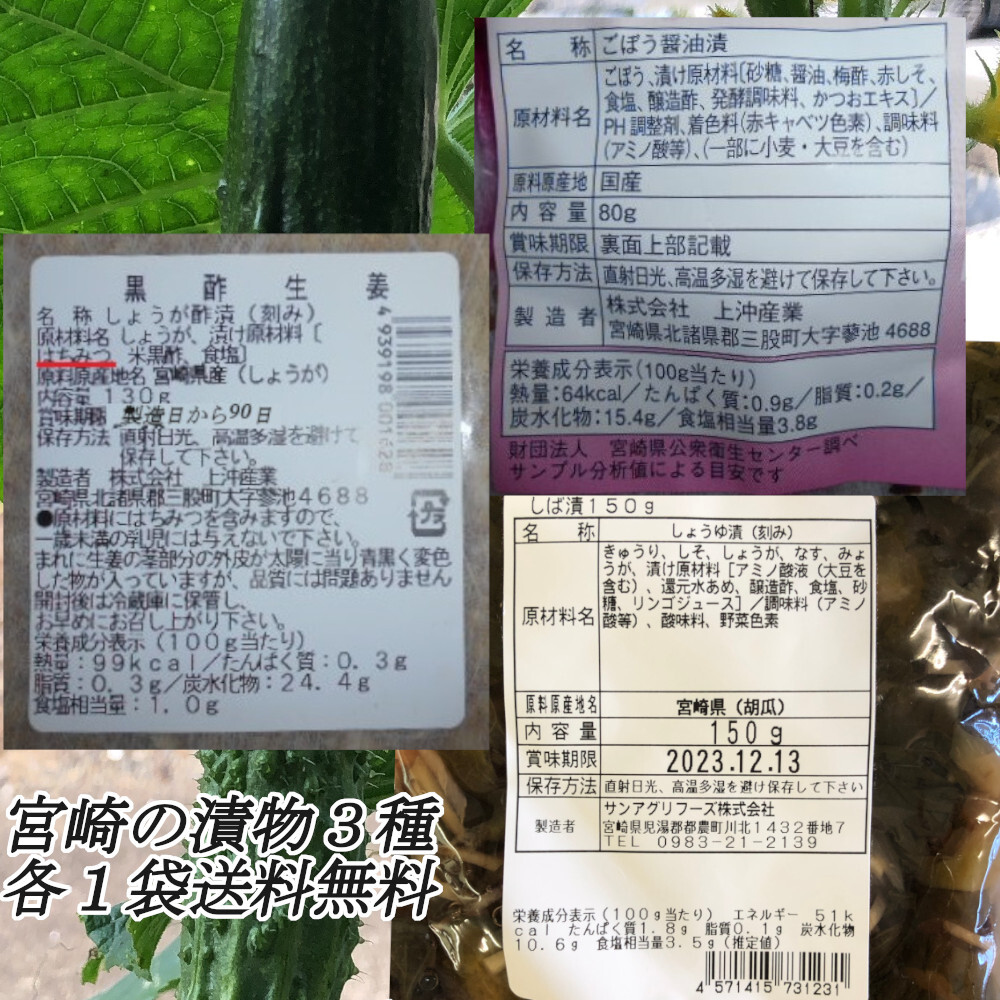 名称 ごぼう醤油漬
原材料名 ごぼう、漬け原材料[砂糖、醤油、梅酢、赤しそ、
食塩、醸造酢、発酵調味料、かつおエキス]/
PH調整剤、着色料(赤キャベツ色素)、調味料
(アミノ酸等)、(一部に小麦・大豆を含む)
原料原産地 国産
内容量 80g
賞味期限 裏面上部記載
保存方法 直射日光、高温多湿を避けて保存して下さい。
製造者 株式会社 上沖産業
宮崎県北諸県郡三股町大字蓼池4688
栄養成分表示(100g当たり)
熱量:64kcal/たんぱく質:0.9g/脂質:0.2g/
炭水化物:15.4g/食塩相当量3.8g
財団法人 宮崎県公衆衛生センター調べ
サンプル分析値による目安です
黒酢生姜
名 称 しょうが酢漬(刻み)
原材料名 しょうが、漬け原材料[
はちみつ、米黒酢、食塩]
原料原産地名 宮崎県産(しょうが)
内容量 130g
賞味期限 製造日から90日
保存方法 直射日光、高温多湿を避けて
保存して下さい。
製造者 株式会社 上沖産業
宮崎県北諸県郡三股町大字蓼池4688
●原材料にはちみつを含みますので、
一歳未満の乳児には与えないで下さい。
まれに生姜の茎部分の外皮が太陽に当り青黒く変色
した物が入っていますが、品質には問題ありません
開封後は冷蔵庫に保管し、
お早めにお召し上がり下さい。
栄養成分表示(100g当たり)
熱量:99kcal/たんぱく質:0.3g
脂質:0.3g/炭水化物:24.4g
食塩相当量:1.0g
4939198001628
プラ
しば漬150g
名称 しょうゆ漬(刻み)
原材料名 きゅうり、しそ、しょうが、なす、みょ
うが、漬け原材料[アミノ酸液(大豆を
含む)、還元水あめ、醸造酢、食塩、砂
糖、リンゴジュース]/調味料(アミノ
酸等)、酸味料、野菜色素
原料原産地名 宮崎県(胡瓜)
内容量 150g
賞味期限 2023.12.13
保存方法 直射日光、高温多湿を避け保存して下さい
製造者 サンアグリフーズ株式会社
宮崎県児湯郡都農町川北1432番地7
TEL 0983-21-2139
栄養成分表示(100g当たり) エネルギー 51k
cal たんぱく質1.8g 脂質0.1g 炭水化物
10.6g 食塩相当量3.5g(推定値)
4571415731231
宮崎の漬物3種
各1袋送料無料